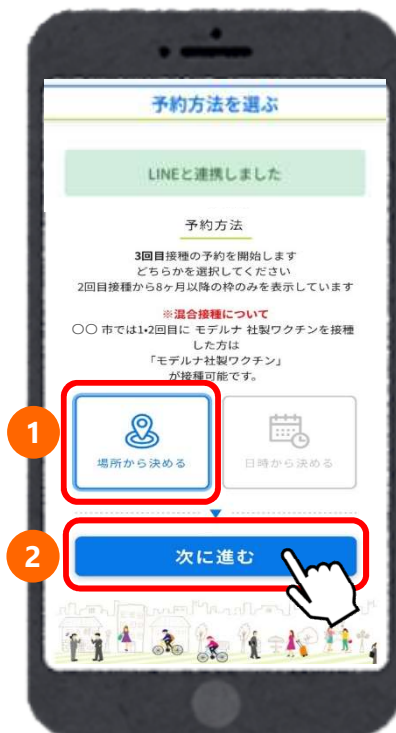 予約方法を選ぶ
LINEと連携しました
予約方法
3回目接種の予約を開始します
どちらかを選択してください
2回目接種から8ヶ月以降の枠のみを表示しています
※混合接種について
〇〇 市では1•2回目に モデルナ 社製ワクチンを接種
した方は
「モデルナ社製ワクチン」
が接種可能です。
1
場所から決める
日時から決める
2
次に進む